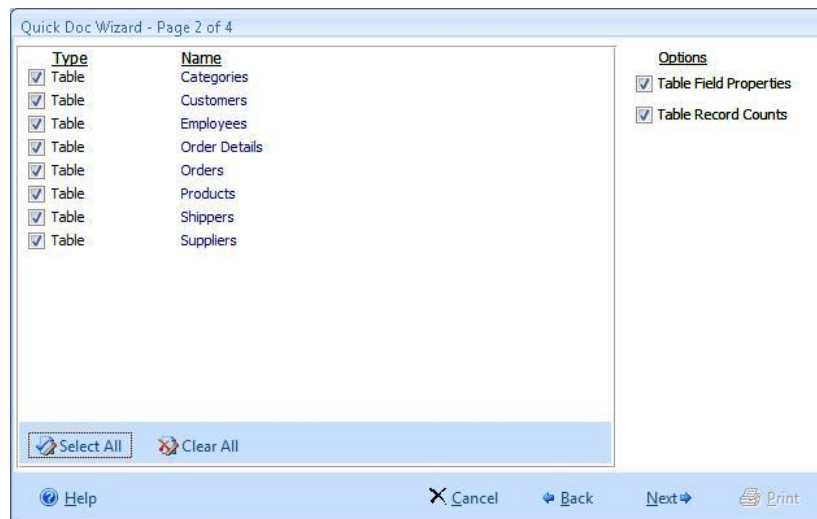 Quick Doc Wizard - Page 2 of 4
Type Name Options
Table Categories
Table Customers
Table Employees
Table Order Details
Table Orders
Table Products
Table Shippers
Table Suppliers
Table Field Properties
Table Record Counts
Select All Clear All
Help Cancel Back Next Print